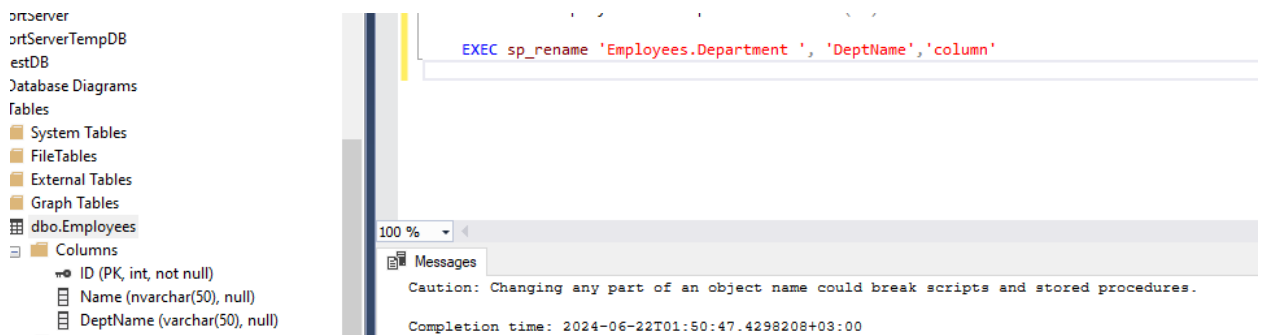 ortServer
ortServerTempDB
estDB
Database Diagrams
Tables
System Tables
FileTables
External Tables
Graph Tables
dbo.Employees
Columns
ID (PK, int, not null)
Name (nvarchar(50), null)
DeptName (varchar(50), null)
EXEC sp_rename 'Employees.Department ', 'DeptName','column'
100 %
Messages
Caution: Changing any part of an object name could break scripts and stored procedures.
Completion time: 2024-06-22T01:50:47.4298208+03:00